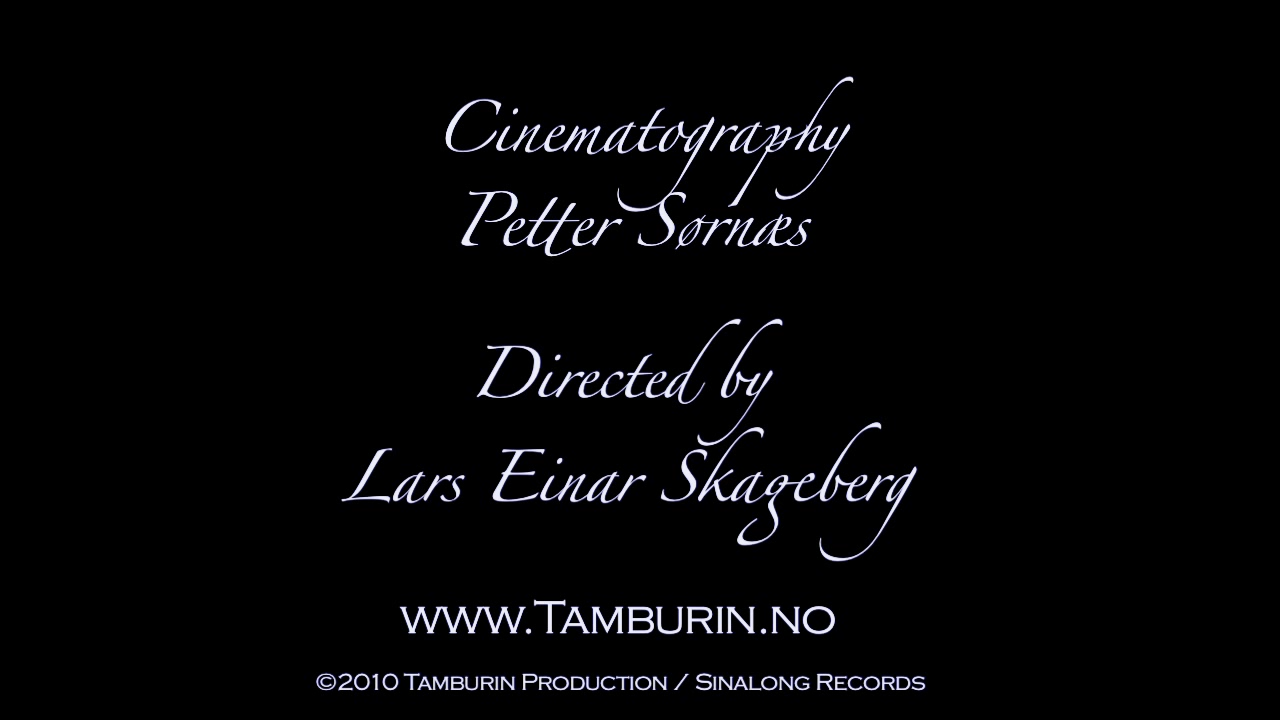 Cinematography
Petter Sørnæs
Directed by
Lars Einar Skageberg
www.Tamburin.no
©2010 Tamburin Production / Sinalong Records